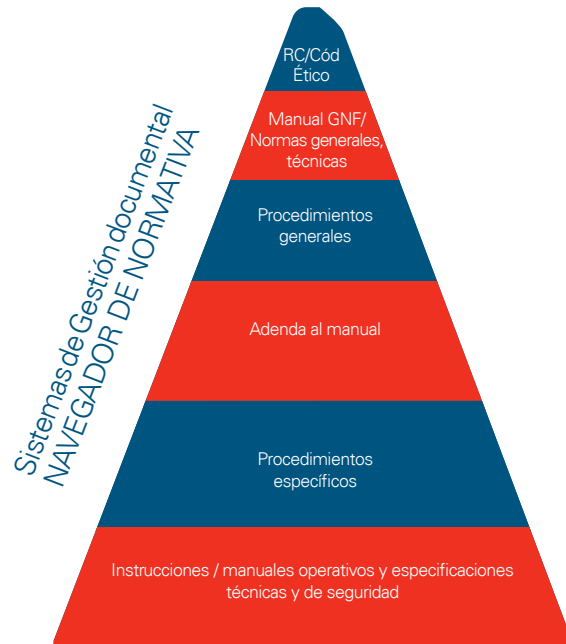 Sistemas de Gestión documental
NAVEGADOR DE NORMATIVA
RC/Cód
Ético
Manual GNF/
Normas generales,
técnicas
Procedimientos
generales
Adenda al manual
Procedimientos
específicos
Instrucciones / manuales operativos y especificaciones
técnicas y de seguridad